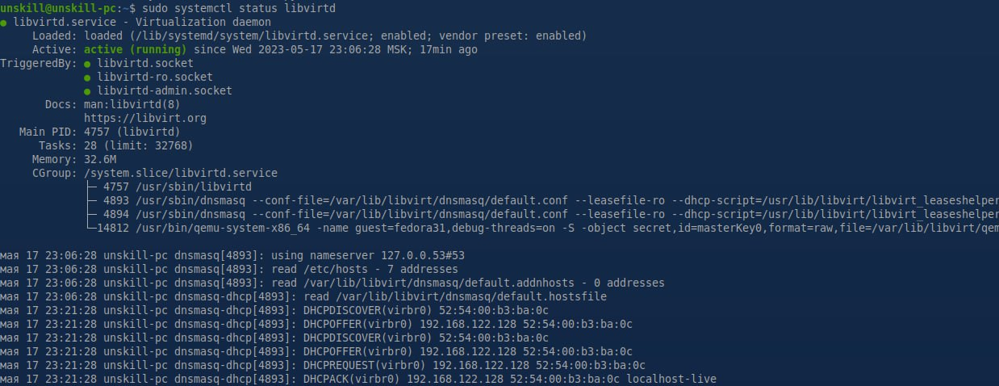 unskill@unskill-pc:~$ sudo systemctl status libvirtd
● libvirtd.service - Virtualization daemon
Loaded: loaded (/lib/systemd/system/libvirtd.service; enabled; vendor preset: enabled)
Active: active (running) since Wed 2023-05-17 23:06:28 MSK; 17min ago
TriggeredBy: ● libvirtd.socket
● libvirtd-ro.socket
● libvirtd-admin.socket
Docs: man:libvirtd(8)
https://libvirt.org
Main PID: 4757 (libvirtd)
Tasks: 28 (limit: 32768)
Memory: 32.6M
CGroup: /system.slice/libvirtd.service
├─ 4757 /usr/sbin/libvirtd
├─ 4893 /usr/sbin/dnsmasq --conf-file=/var/lib/libvirt/dnsmasq/default.conf --leasefile-ro --dhcp-script=/usr/lib/libvirt/libvirt_leaseshelper
├─ 4894 /usr/sbin/dnsmasq --conf-file=/var/lib/libvirt/dnsmasq/default.conf --leasefile-ro --dhcp-script=/usr/lib/libvirt/libvirt_leaseshelper
└─14812 /usr/bin/qemu-system-x86_64 -name guest=fedora31,debug-threads=on -S -object secret,id=masterKey0,format=raw,file=/var/lib/libvirt/qem
мая 17 23:06:28 unskill-pc dnsmasq[4893]: using nameserver 127.0.0.53#53
мая 17 23:06:28 unskill-pc dnsmasq[4893]: read /etc/hosts - 7 addresses
мая 17 23:06:28 unskill-pc dnsmasq[4893]: read /var/lib/libvirt/dnsmasq/default.addnhosts - 0 addresses
мая 17 23:06:28 unskill-pc dnsmasq-dhcp[4893]: read /var/lib/libvirt/dnsmasq/default.hostsfile
мая 17 23:21:28 unskill-pc dnsmasq-dhcp[4893]: DHCPDISCOVER(virbr0) 52:54:00:b3:ba:0c
мая 17 23:21:28 unskill-pc dnsmasq-dhcp[4893]: DHCPOFFER(virbr0) 192.168.122.128 52:54:00:b3:ba:0c
мая 17 23:21:28 unskill-pc dnsmasq-dhcp[4893]: DHCPDISCOVER(virbr0) 52:54:00:b3:ba:0c
мая 17 23:21:28 unskill-pc dnsmasq-dhcp[4893]: DHCPOFFER(virbr0) 192.168.122.128 52:54:00:b3:ba:0c
мая 17 23:21:28 unskill-pc dnsmasq-dhcp[4893]: DHCPREQUEST(virbr0) 192.168.122.128 52:54:00:b3:ba:0c
мая 17 23:21:28 unskill-pc dnsmasq-dhcp[4893]: DHCPACK(virbr0) 192.168.122.128 52:54:00:b3:ba:0c localhost-live